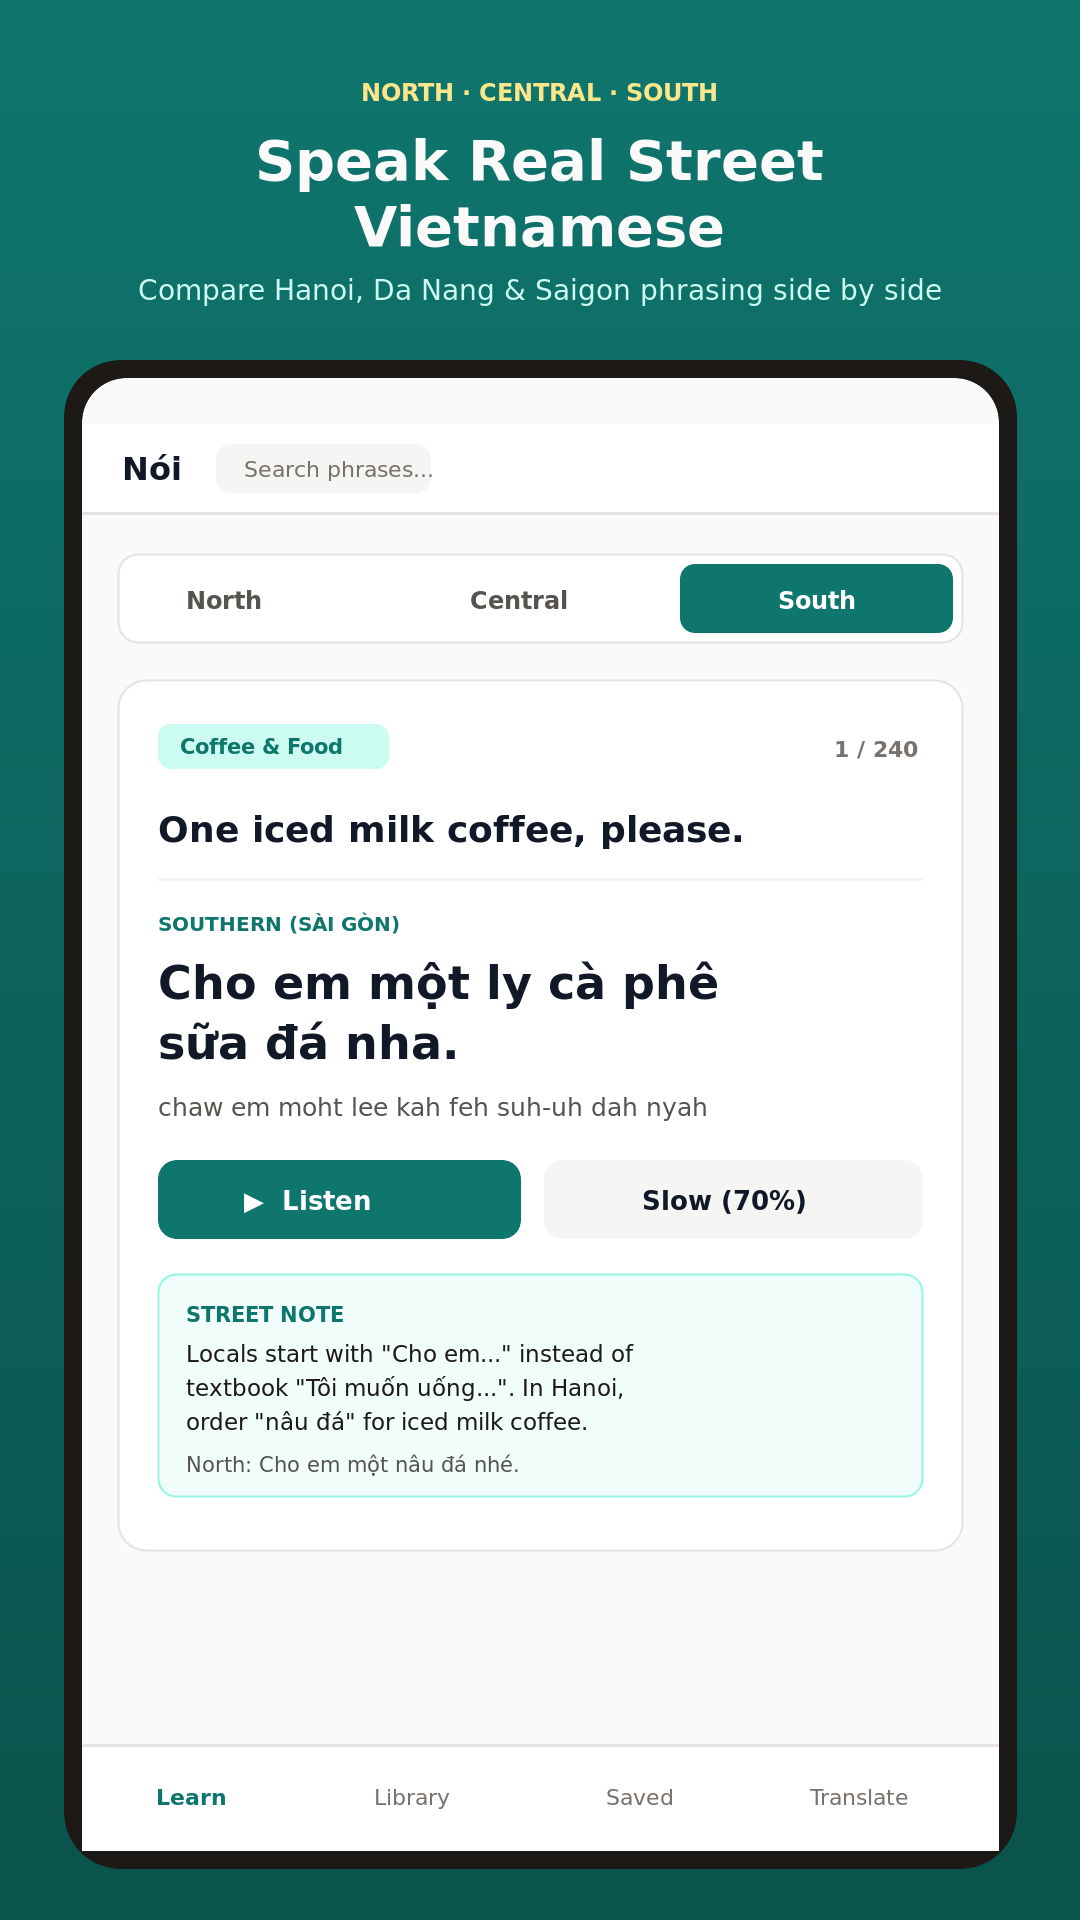 NORTH · CENTRAL · SOUTH
Speak Real Street
Vietnamese
Compare Hanoi, Da Nang & Saigon phrasing side by side
Nói
Search phrases...
North
Central
South
Coffee & Food
1 / 240
One iced milk coffee, please.
SOUTHERN (SÀI GÒN)
Cho em một ly cà phê
sữa đá nha.
chaw em moht lee kah feh suh-uh dah nyah
▶ Listen
Slow (70%)
STREET NOTE
Locals start with "Cho em..." instead of
textbook "Tôi muốn uống...". In Hanoi,
order "nâu đá" for iced milk coffee.
North: Cho em một nâu đá nhé.
Learn
Library
Saved
Translate